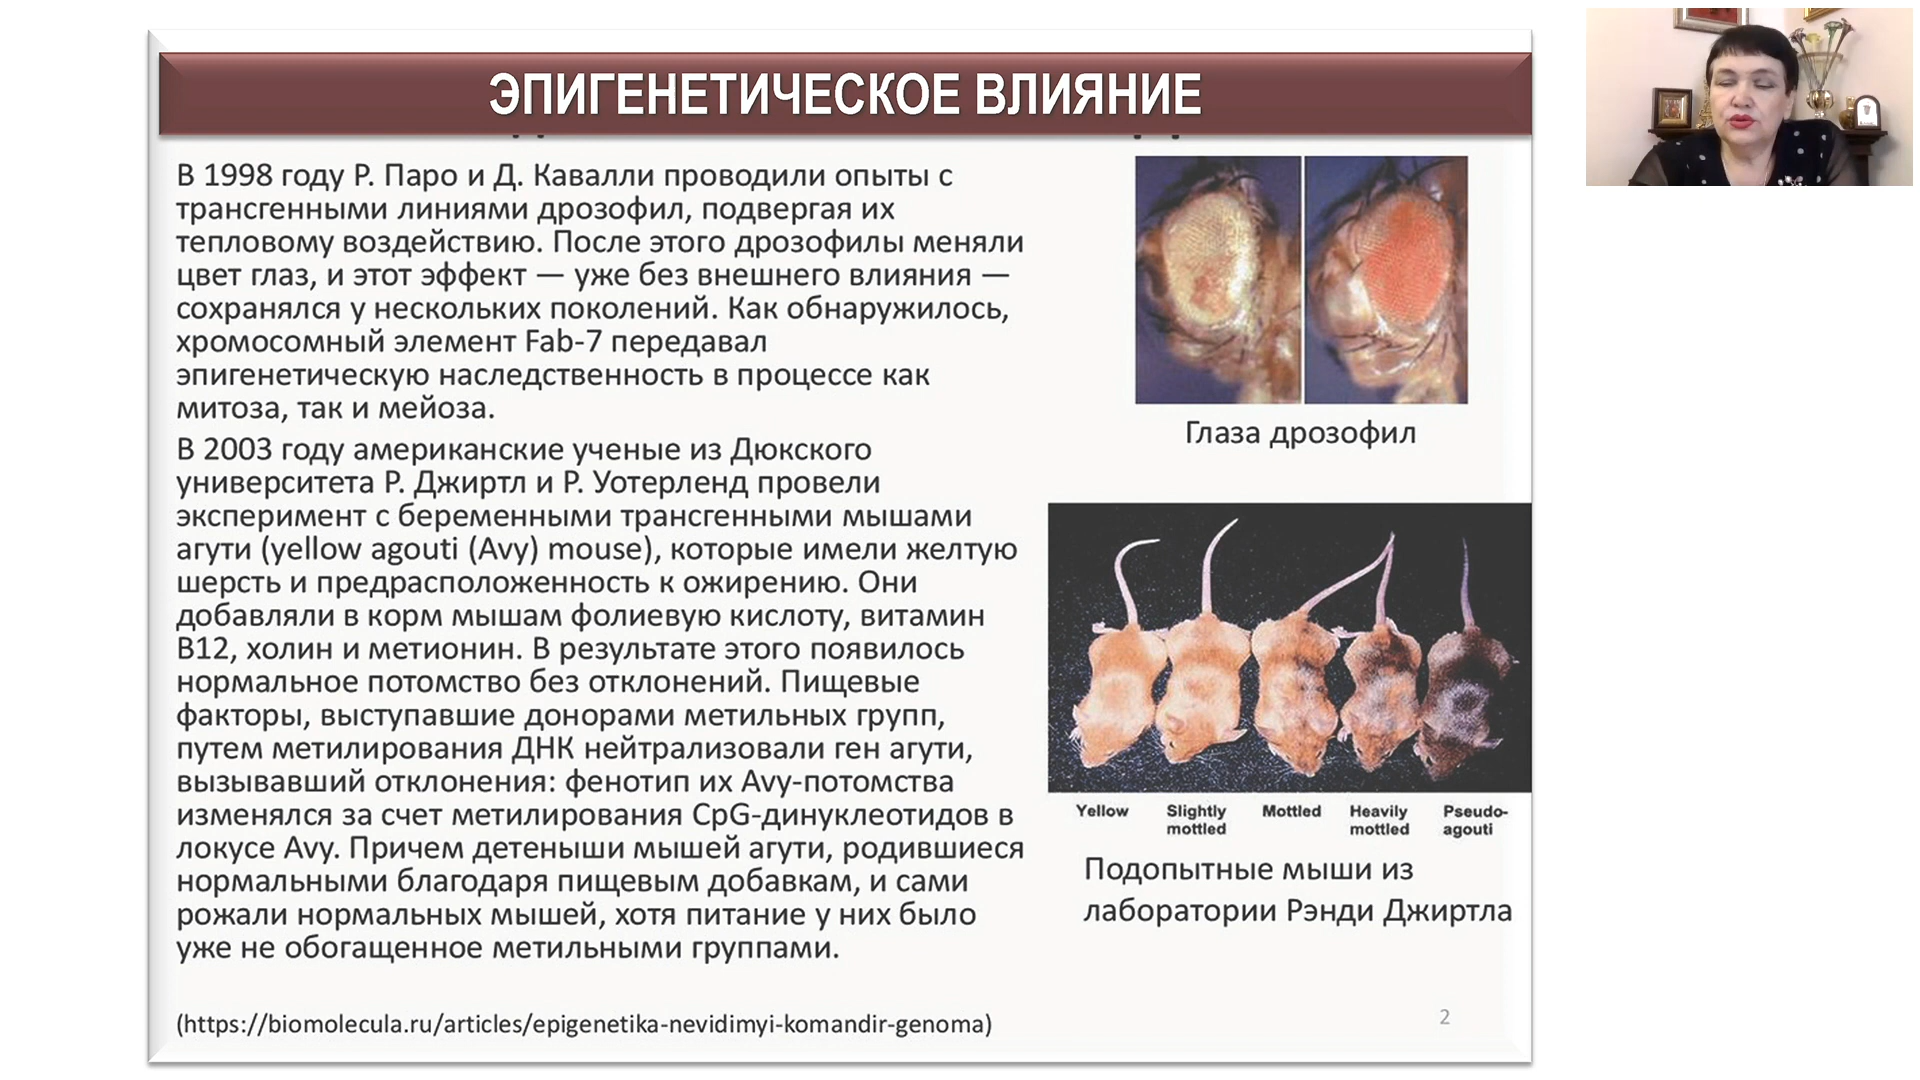 ЭПИГЕНЕТИЧЕСКОЕ ВЛИЯНИЕ
В 1998 году Р. Паро и Д. Кавалли проводили опыты с
трансгенными линиями дрозофил, подвергая их
тепловому воздействию. После этого дрозофилы меняли
цвет глаз, и этот эффект — уже без внешнего влияния —
сохранялся у нескольких поколений. Как обнаружилось,
хромосомный элемент Fab-7 передавал
эпигенетическую наследственность в процессе как
митоза, так и мейоза.
В 2003 году американские ученые из Дюкского
университета Р. Джиртл и Р. Уотерленд провели
эксперимент с беременными трансгенными мышами
агути (yellow agouti (Avy) mouse), которые имели желтую
шерсть и предрасположенность к ожирению. Они
добавляли в корм мышам фолиевую кислоту, витамин
В12, холин и метионин. В результате этого появилось
нормальное потомство без отклонений. Пищевые
факторы, выступавшие донорами метильных групп,
путем метилирования ДНК нейтрализовали ген агути,
вызывавший отклонения: фенотип их Avy-потомства
изменялся за счет метилирования CpG-динуклеотидов в
локусе Avy. Причем детеныши мышей агути, родившиеся
нормальными благодаря пищевым добавкам, и сами
рожали нормальных мышей, хотя питание у них было
уже не обогащенное метильными группами.
(https://biomolecula.ru/articles/epigenetika-nevidimyi-komandir-genoma)
Глаза дрозофил
Yellow Slightly Mottled Heavily Pseudo-
mottled mottled agouti
Подопытные мыши из
лаборатории Рэнди Джиртла
2